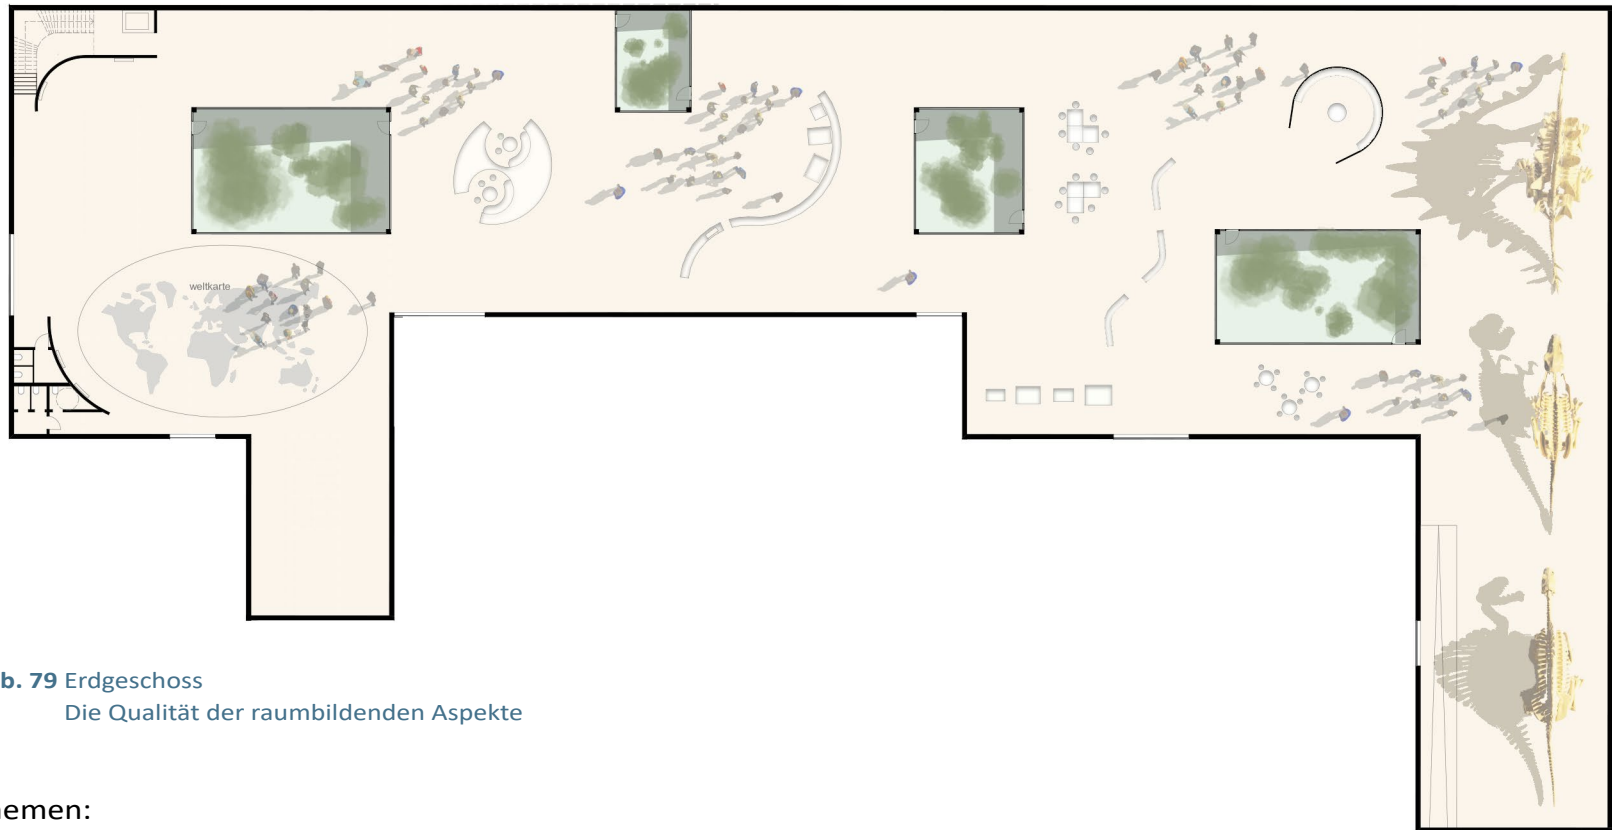 weltkarte
b. 79 Erdgeschoss
Die Qualität der raumbildenden Aspekte
emen: